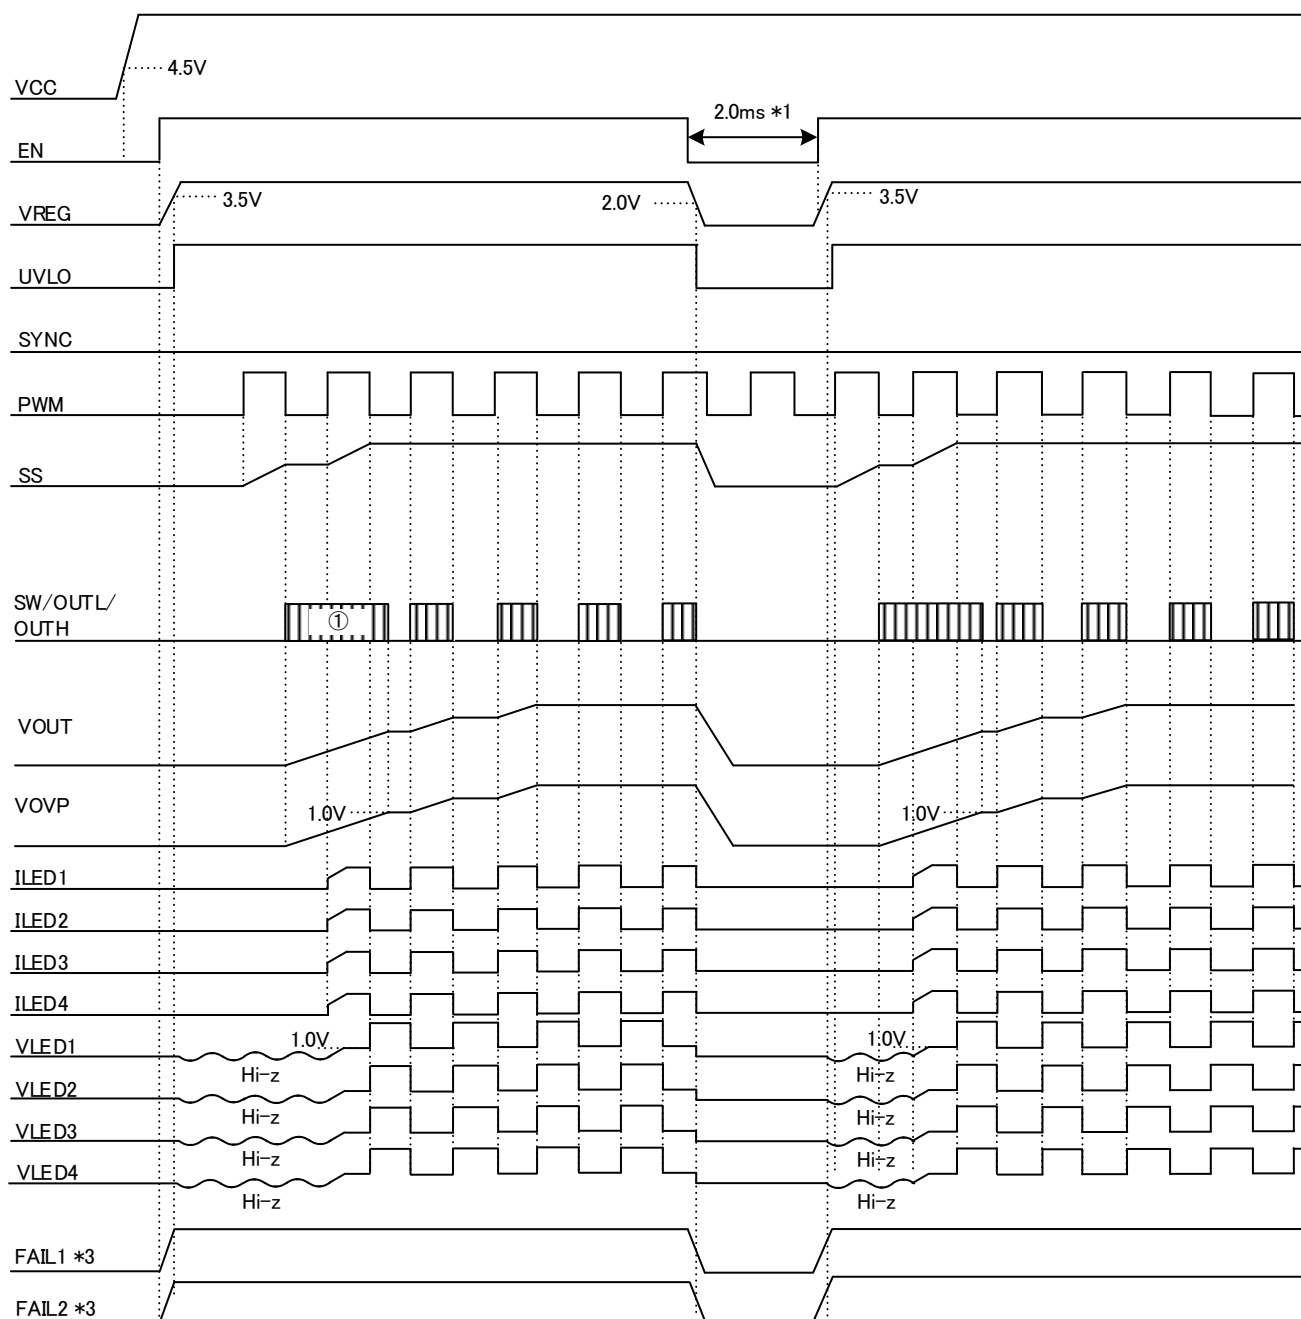 VCC
4.5V
EN
2.0ms *1
VREG
3.5V
2.0V
3.5V
UVLO
SYNC
PWM
SS
SW/OUTL/
OUTH
①
VOUT
VOVP
1.0V
1.0V
ILED1
ILED2
ILED3
ILED4
VLED1
1.0V
1.0V
Hi-z
Hi-z
VLED2
Hi-z
Hi-z
VLED3
Hi-z
Hi-z
VLED4
Hi-z
Hi-z
FAIL1 *3
FAIL2 *3